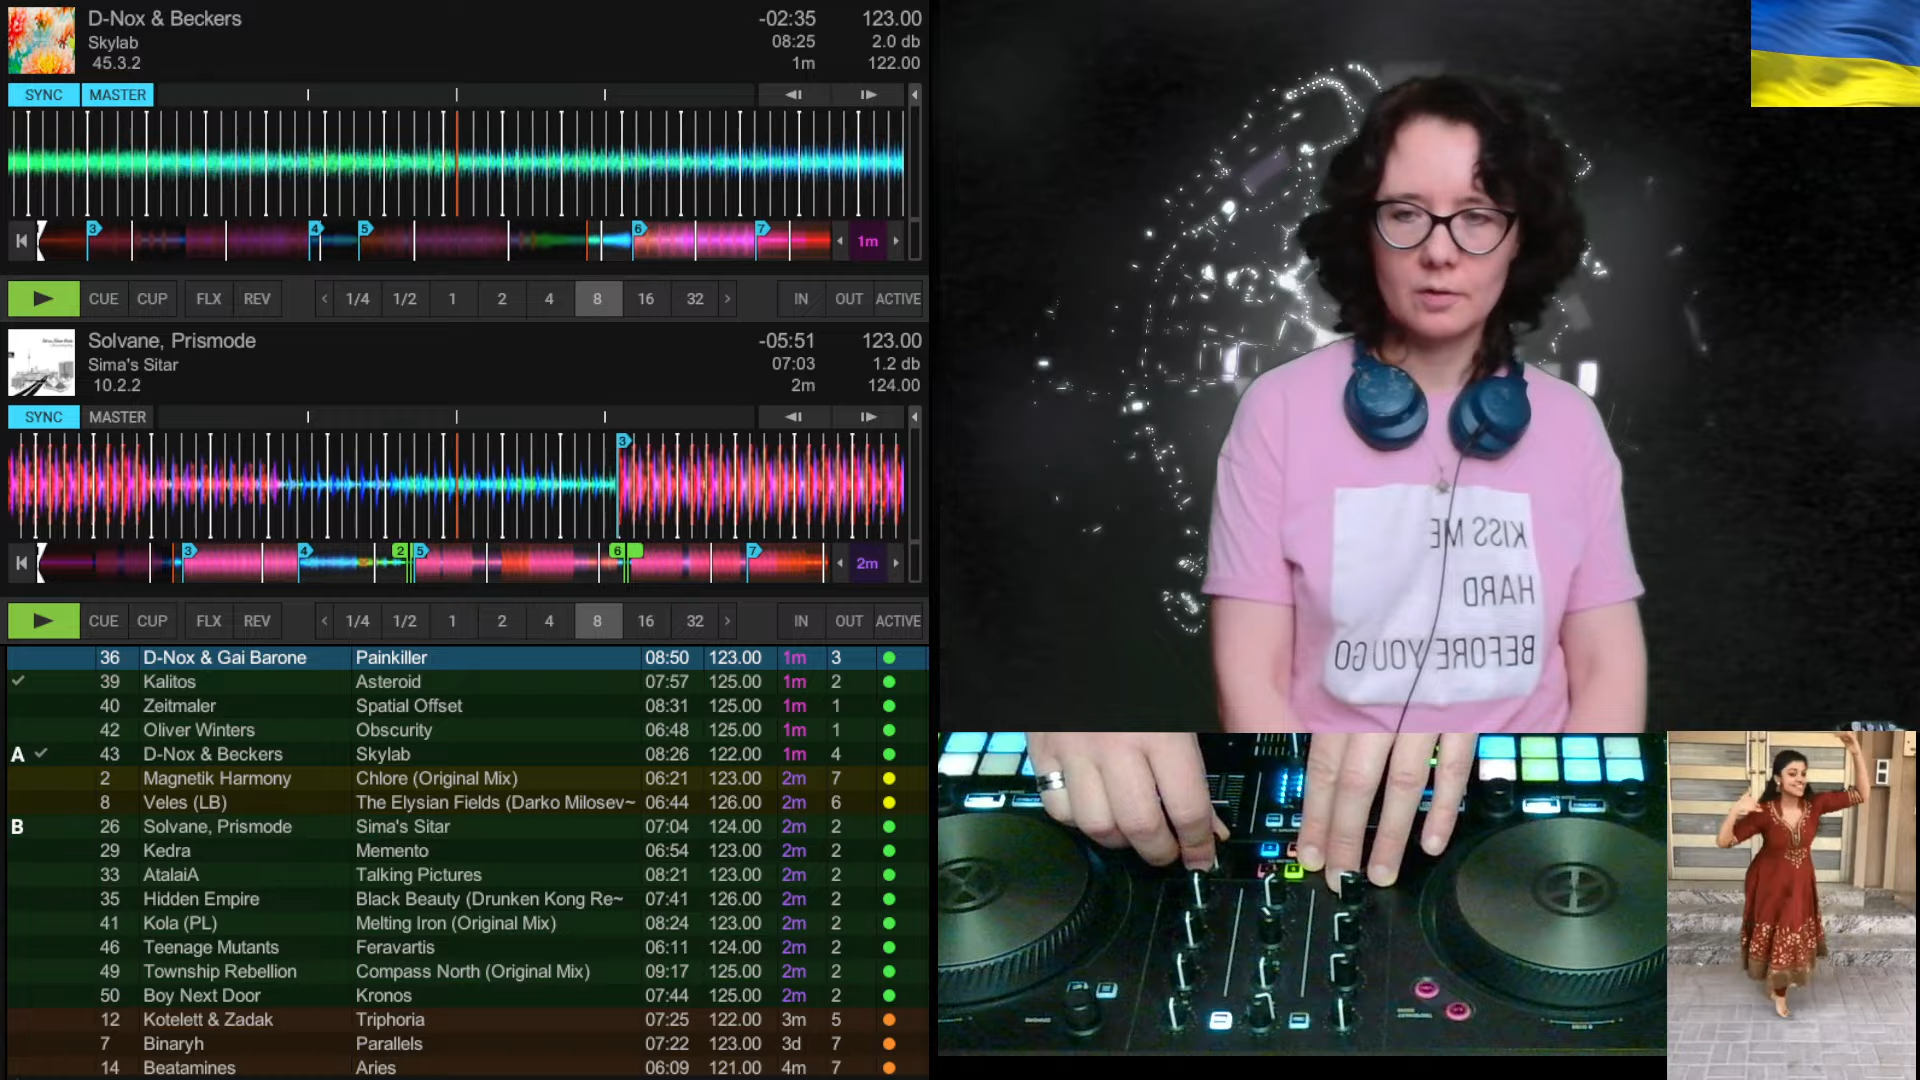 D-Nox & Beckers -02:35 123.00
Skylab 08:25 2.0 db
45.3.2 1m 122.00
SYNC MASTER
3 4 5 6 7 1m
CUE CUP FLX REV 1/4 1/2 1 2 4 8 16 32 IN OUT ACTIVE
Solvane, Prismode -05:51 123.00
Sima's Sitar 07:03 1.2 db
10.2.2 2m 124.00
SYNC MASTER
3
3 4 2 5 6 7 2m
CUE CUP FLX REV 1/4 1/2 1 2 4 8 16 32 IN OUT ACTIVE
36 D-Nox & Gai Barone Painkiller 08:50 123.00 1m 3
39 Kalitos Asteroid 07:57 125.00 1m 2
40 Zeitmaler Spatial Offset 08:31 125.00 1m 1
42 Oliver Winters Obscurity 06:48 125.00 1m 1
A 43 D-Nox & Beckers Skylab 08:26 122.00 1m 4
2 Magnetik Harmony Chlore (Original Mix) 06:21 123.00 2m 7
8 Veles (LB) The Elysian Fields (Darko Milosev~ 06:44 126.00 2m 6
B 26 Solvane, Prismode Sima's Sitar 07:04 124.00 2m 2
29 Kedra Memento 06:54 123.00 2m 2
33 AtalaiA Talking Pictures 08:21 123.00 2m 2
35 Hidden Empire Black Beauty (Drunken Kong Re~ 07:41 126.00 2m 2
41 Kola (PL) Melting Iron (Original Mix) 08:24 123.00 2m 2
46 Teenage Mutants Feravartis 06:11 124.00 2m 2
49 Township Rebellion Compass North (Original Mix) 09:17 125.00 2m 2
50 Boy Next Door Kronos 07:44 125.00 2m 2
12 Kotelett & Zadak Triphoria 07:25 122.00 3m 5
7 Binaryh Parallels 07:22 123.00 3d 7
14 Beatamines Aries 06:09 121.00 4m 7
KISS ME
HARD
BEFORE YOU GO